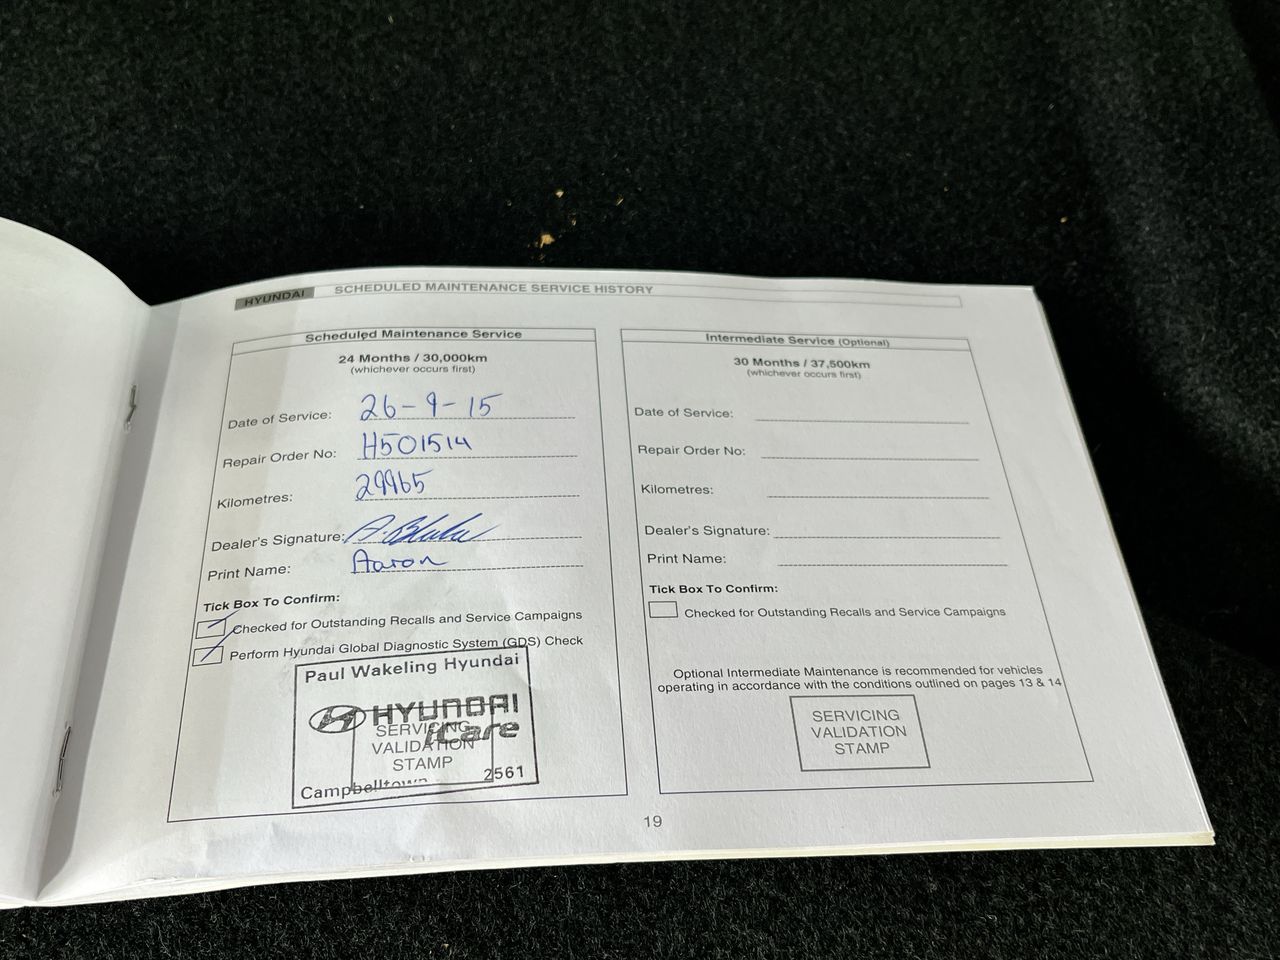 HYUNDAI SCHEDULED MAINTENANCE SERVICE HISTORY
Scheduled Maintenance Service
24 Months / 30,000km
(whichever occurs first)
Date of Service: 26-9-15
Repair Order No: H501514
Kilometres: 29965
Dealer's Signature:
Print Name: Aaron
Tick Box To Confirm:
Checked for Outstanding Recalls and Service Campaigns
Perform Hyundai Global Diagnostic System (GDS) Check
Paul Wakeling Hyundai
HYUNDAI
iCare
SERVICING
VALIDATION
STAMP
Campbelltown 2561
Intermediate Service (Optional)
30 Months / 37,500km
(whichever occurs first)
Date of Service:
Repair Order No:
Kilometres:
Dealer's Signature:
Print Name:
Tick Box To Confirm:
Checked for Outstanding Recalls and Service Campaigns
Optional Intermediate Maintenance is recommended for vehicles
operating in accordance with the conditions outlined on pages 13 & 14
SERVICING
VALIDATION
STAMP
19